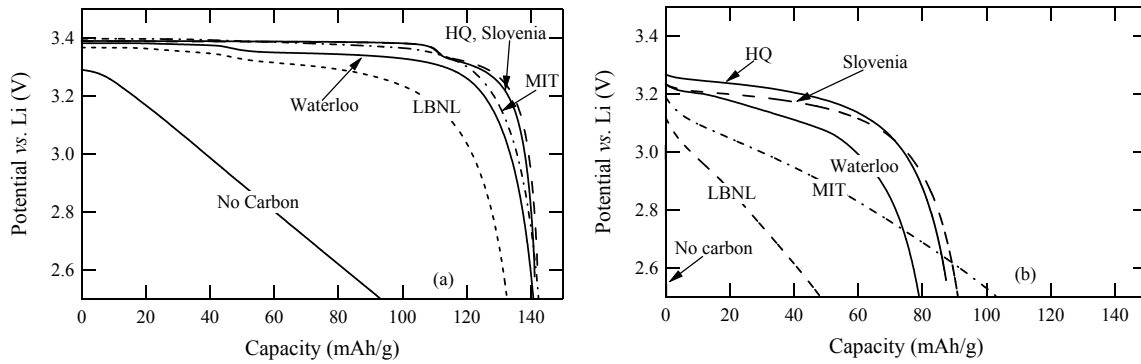 3.4
3.2
3.0
2.8
2.6
Potential vs. Li (V)
0
20
40
60
80
100
120
140
Capacity (mAh/g)
HQ, Slovenia
MIT
Waterloo
LBNL
No Carbon
(a)
3.4
3.2
3.0
2.8
2.6
Potential vs. Li (V)
0
20
40
60
80
100
120
140
Capacity (mAh/g)
HQ
Slovenia
Waterloo
MIT
LBNL
No carbon
(b)